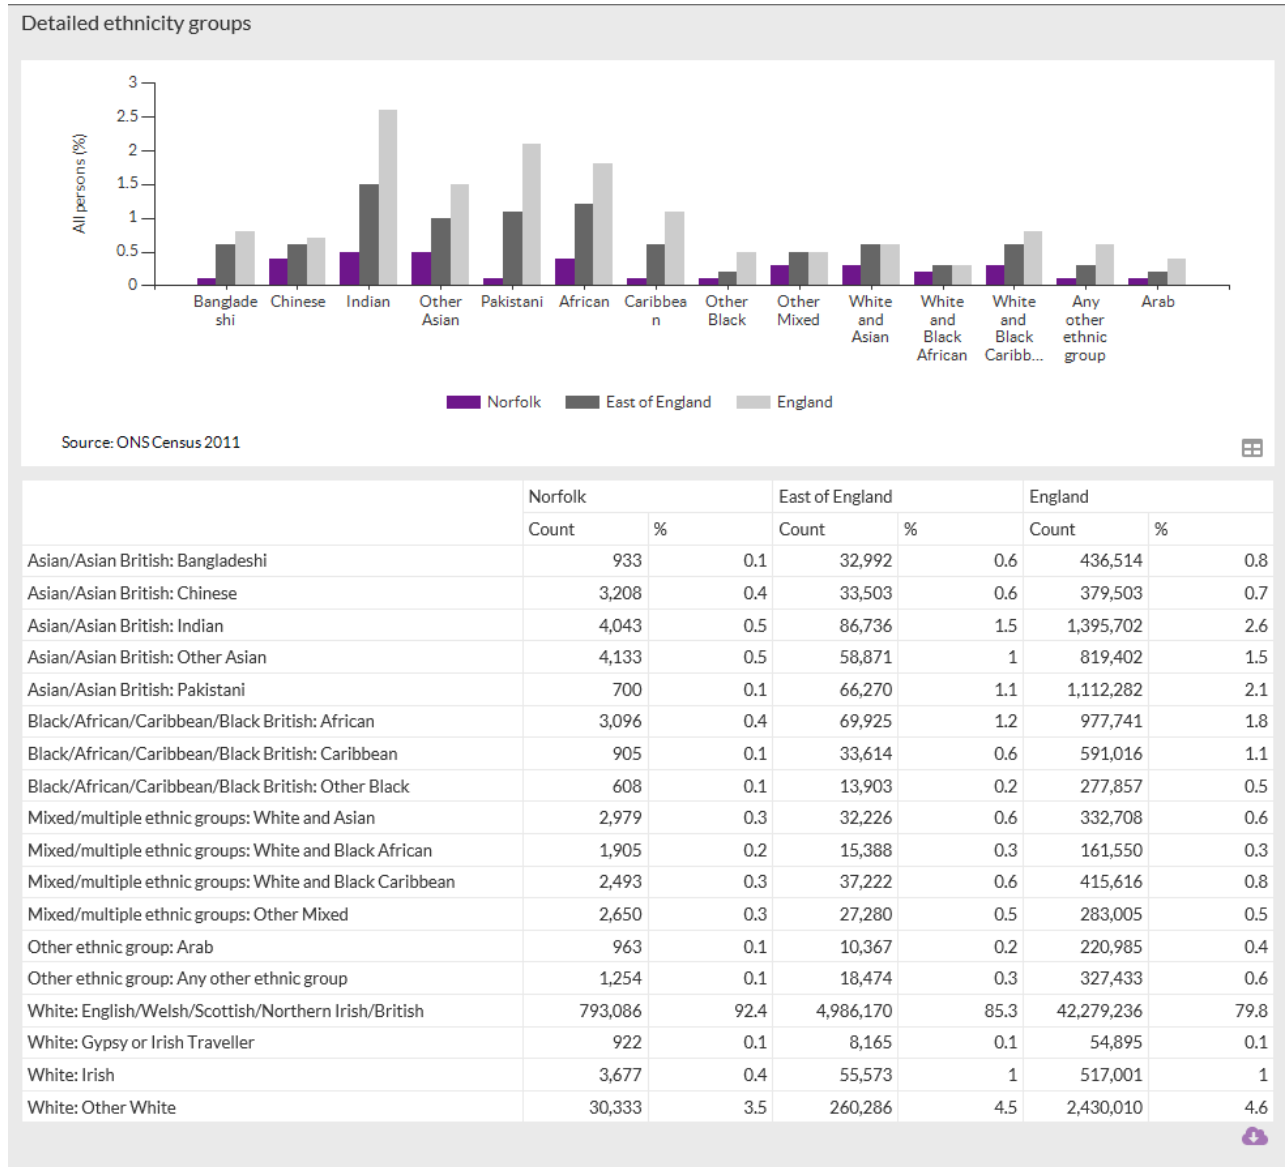 Detailed ethnicity groups
All persons (%)
3
2.5
2
1.5
1
0.5
0
Banglade
shi
Chinese
Indian
Other
Asian
Pakistani
African
Caribbea
n
Other
Black
Other
Mixed
White
and
Asian
White
and
Black
African
White
and
Black
Caribb...
Any
other
ethnic
group
Arab
Norfolk East of England England
Source: ONS Census 2011
Norfolk East of England England
Count % Count % Count %
Asian/Asian British: Bangladeshi 933 0.1 32,992 0.6 436,514 0.8
Asian/Asian British: Chinese 3,208 0.4 33,503 0.6 379,503 0.7
Asian/Asian British: Indian 4,043 0.5 86,736 1.5 1,395,702 2.6
Asian/Asian British: Other Asian 4,133 0.5 58,871 1 819,402 1.5
Asian/Asian British: Pakistani 700 0.1 66,270 1.1 1,112,282 2.1
Black/African/Caribbean/Black British: African 3,096 0.4 69,925 1.2 977,741 1.8
Black/African/Caribbean/Black British: Caribbean 905 0.1 33,614 0.6 591,016 1.1
Black/African/Caribbean/Black British: Other Black 608 0.1 13,903 0.2 277,857 0.5
Mixed/multiple ethnic groups: White and Asian 2,979 0.3 32,226 0.6 332,708 0.6
Mixed/multiple ethnic groups: White and Black African 1,905 0.2 15,388 0.3 161,550 0.3
Mixed/multiple ethnic groups: White and Black Caribbean 2,493 0.3 37,222 0.6 415,616 0.8
Mixed/multiple ethnic groups: Other Mixed 2,650 0.3 27,280 0.5 283,005 0.5
Other ethnic group: Arab 963 0.1 10,367 0.2 220,985 0.4
Other ethnic group: Any other ethnic group 1,254 0.1 18,474 0.3 327,433 0.6
White: English/Welsh/Scottish/Northern Irish/British 793,086 92.4 4,986,170 85.3 42,279,236 79.8
White: Gypsy or Irish Traveller 922 0.1 8,165 0.1 54,895 0.1
White: Irish 3,677 0.4 55,573 1 517,001 1
White: Other White 30,333 3.5 260,286 4.5 2,430,010 4.6